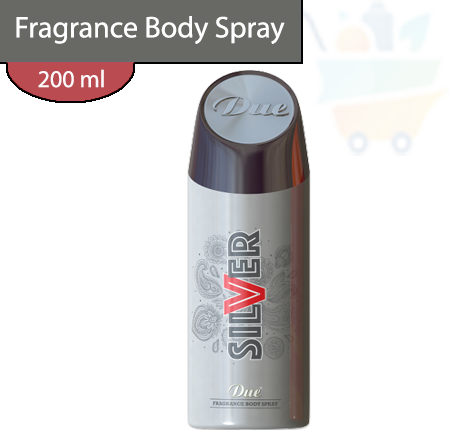 Fragrance Body Spray
200 ml
Due
SILVER
Due
FRAGRANCE BODY SPRAY